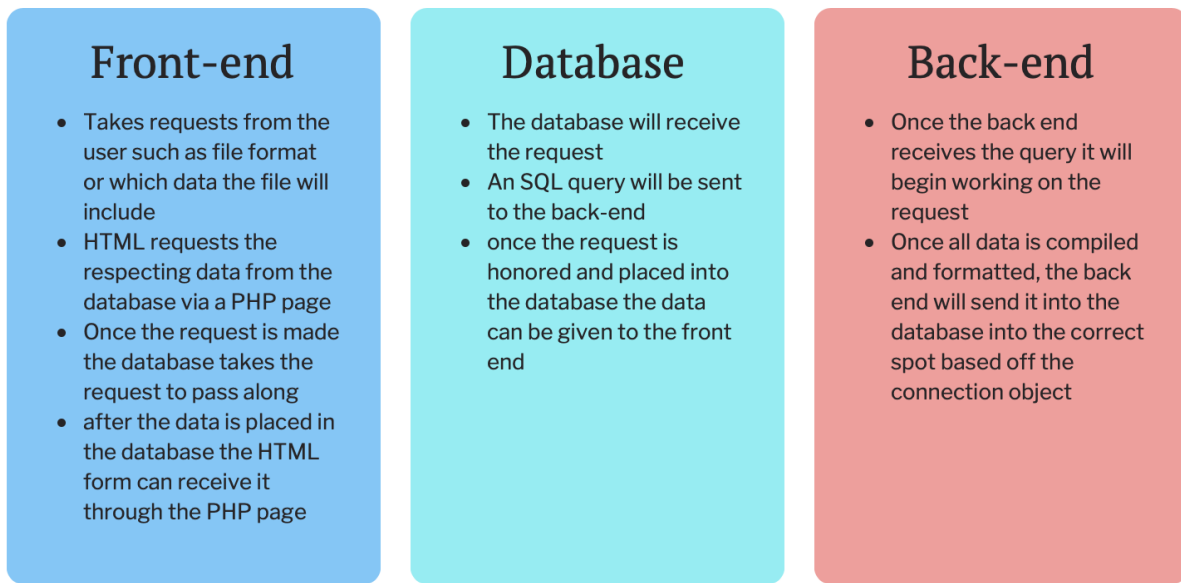 Front-end
• Takes requests from the
user such as file format
or which data the file will
include
• HTML requests the
respecting data from the
database via a PHP page
• Once the request is made
the database takes the
request to pass along
• after the data is placed in
the database the HTML
form can receive it
through the PHP page
Database
• The database will receive
the request
• An SQL query will be sent
to the back-end
• once the request is
honored and placed into
the database the data
can be given to the front
end
Back-end
• Once the back end
receives the query it will
begin working on the
request
• Once all data is compiled
and formatted, the back
end will send it into the
database into the correct
spot based off the
connection object